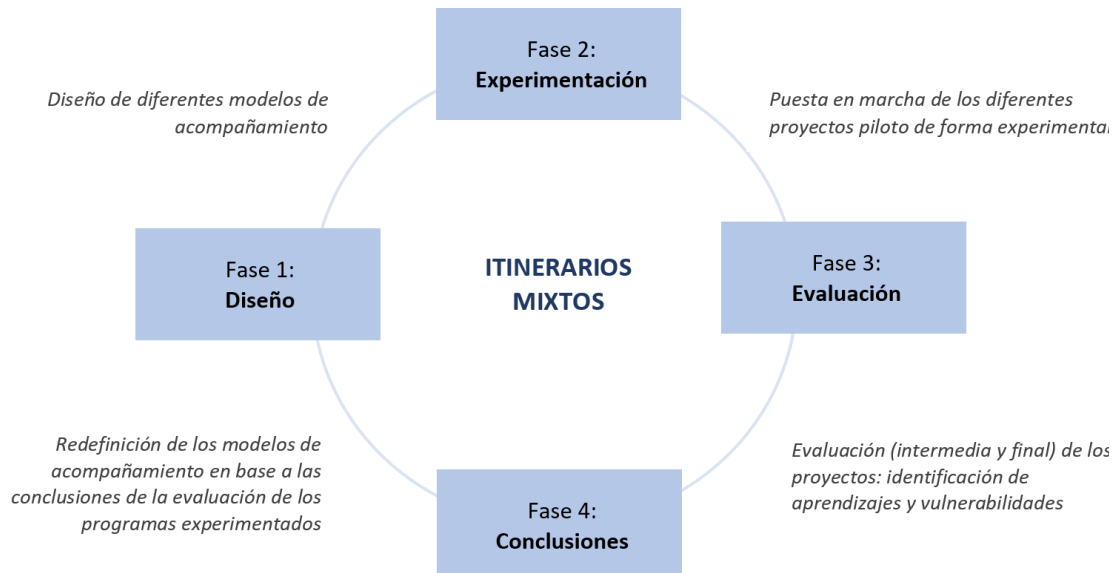 Fase 2:
Experimentación
Diseño de diferentes modelos de
acompañamiento
Puesta en marcha de los diferentes
proyectos piloto de forma experimental
Fase 1:
Diseño
ITINERARIOS
MIXTOS
Fase 3:
Evaluación
Redefinición de los modelos de
acompañamiento en base a las
conclusiones de la evaluación de los
programas experimentados
Evaluación (intermedia y final) de los
proyectos: identificación de
aprendizajes y vulnerabilidades
Fase 4:
Conclusiones